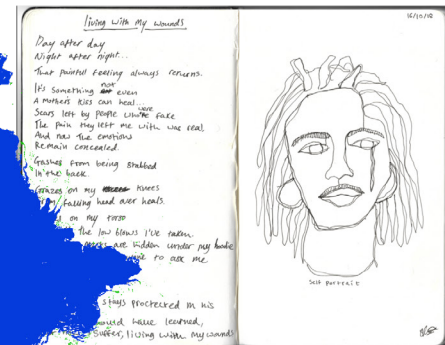 living with my wounds
Day after day
Night after night...
That painful feeling always returns.
It's something not even
A mother's kiss can heal...
Scars left by people who were fake
The pain they left me with was real
And now the emotions
Remain concealed.
Gashes from being stabbed
In the back.
Grazes on my knees
falling head over heals.
on my torso
the low blows I've taken.
are hidden under my hoodie
to ask me
stays protected in his
would have learned,
suffer, living with my wounds
15/10/18
Self portrait